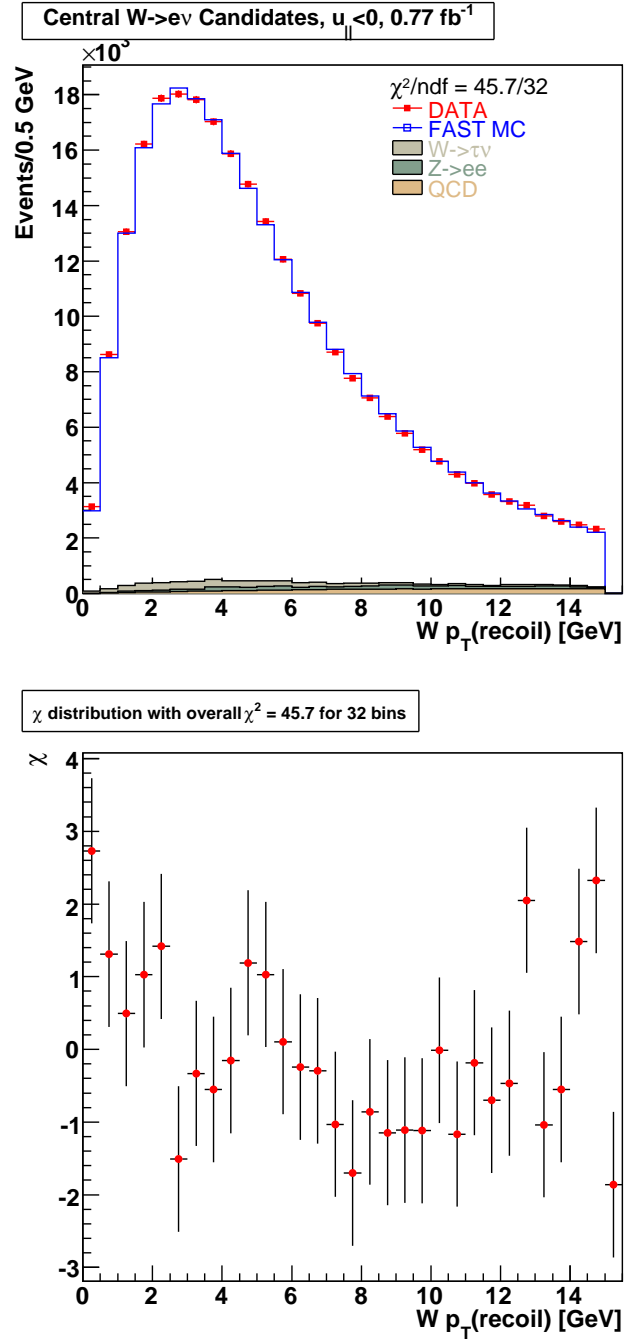 Central W->eν Candidates, u_||<0, 0.77 fb⁻¹
×10³
Events/0.5 GeV
18
16
14
12
10
8
6
4
2
0
χ²/ndf = 45.7/32
DATA
FAST MC
W->τν
Z->ee
QCD
0 2 4 6 8 10 12 14
W p_T(recoil) [GeV]
χ distribution with overall χ² = 45.7 for 32 bins
χ
4
3
2
1
0
-1
-2
-3
0 2 4 6 8 10 12 14
W p_T(recoil) [GeV]